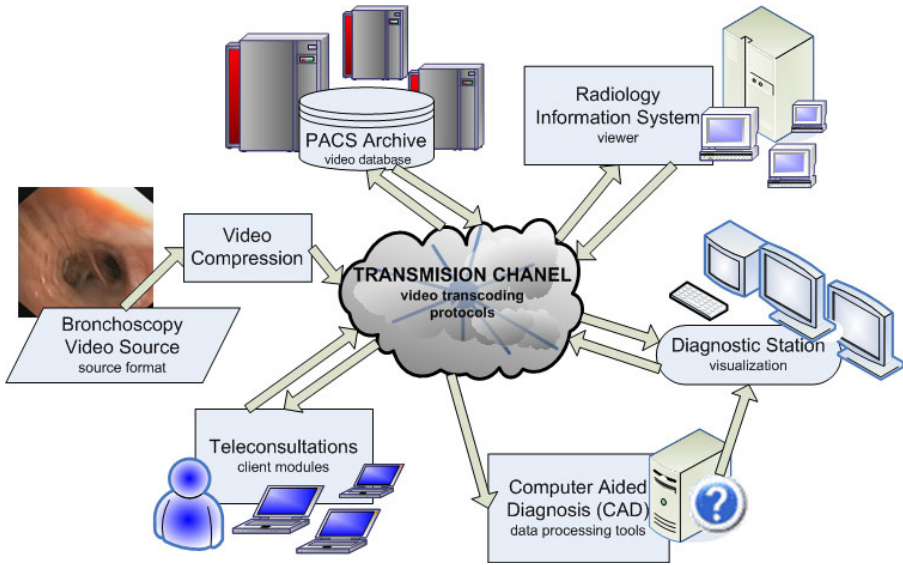 PACS Archive
video database
Radiology
Information System
viewer
Video
Compression
TRANSMISION CHANEL
video transcoding
protocols
Bronchoscopy
Video Source
source format
Diagnostic Station
visualization
Teleconsultations
client modules
Computer Aided
Diagnosis (CAD)
data processing tools
?